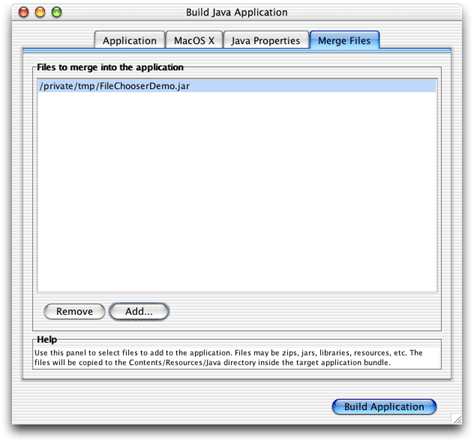 Build Java Application
Application MacOS X Java Properties Merge Files
Files to merge into the application
/private/tmp/FileChooserDemo.jar
Remove Add...
Help
Use this panel to select files to add to the application. Files may be zips, jars, libraries, resources, etc. The
files will be copied to the Contents/Resources/Java directory inside the target application bundle.
Build Application